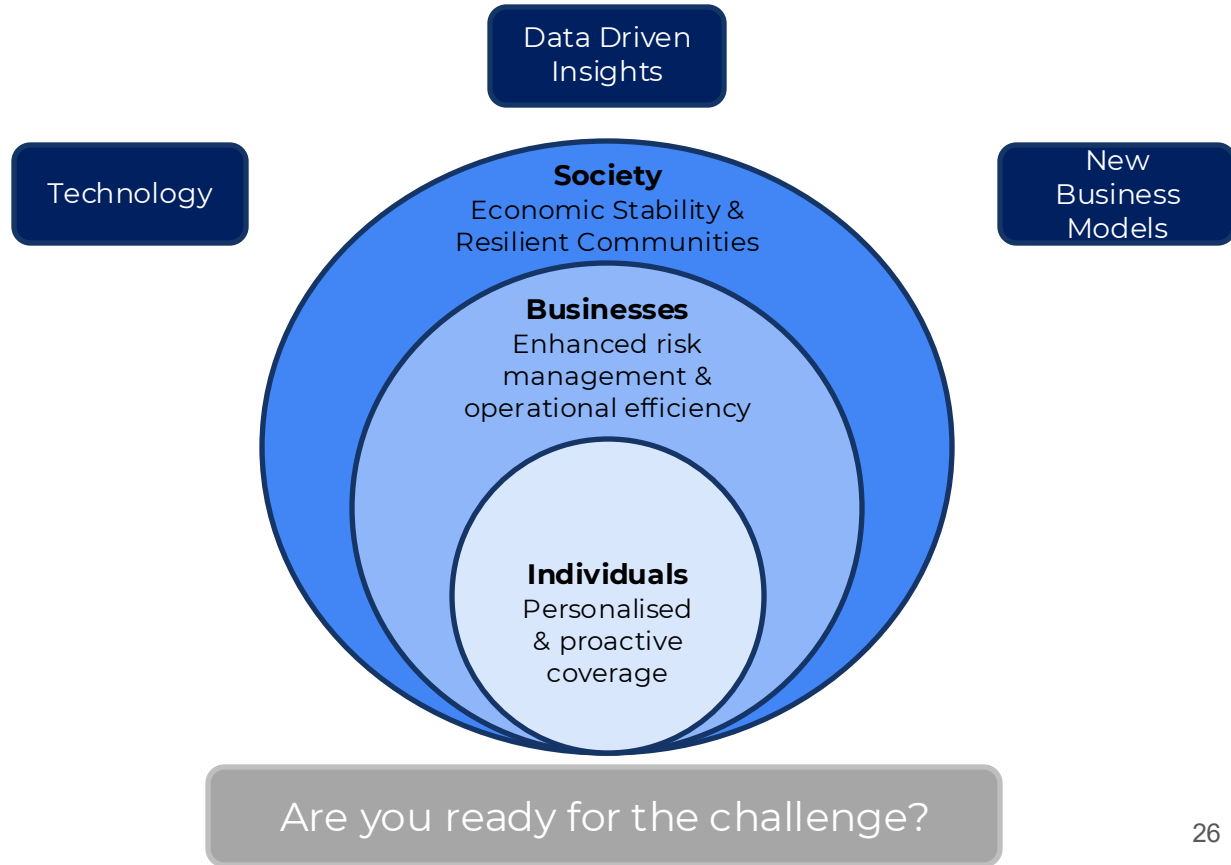 Data Driven
Insights
Technology
New
Business
Models
Society
Economic Stability &
Resilient Communities
Businesses
Enhanced risk
management &
operational efficiency
Individuals
Personalised
& proactive
coverage
Are you ready for the challenge?
26